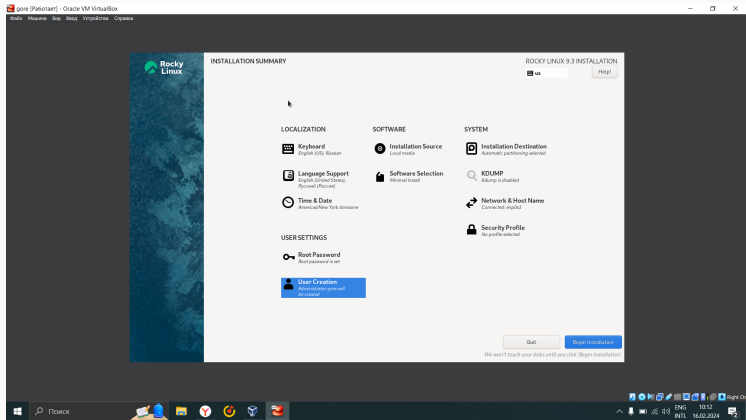 gore [Работает] - Oracle VM VirtualBox
Файл Машина Вид Ввод Устройства Справка
Rocky
Linux
INSTALLATION SUMMARY
ROCKY LINUX 9.3 INSTALLATION
us
Help!
LOCALIZATION
Keyboard
English (US), Russian
Language Support
English (United States),
Русский (Россия)
Time & Date
Americas/New York timezone
SOFTWARE
Installation Source
Local media
Software Selection
Minimal Install
SYSTEM
Installation Destination
Automatic partitioning selected
KDUMP
Kdump is disabled
Network & Host Name
Connected: enp0s3
Security Profile
No profile selected
USER SETTINGS
Root Password
Root password is set
User Creation
Administrator gore will
be created
Quit
Begin Installation
We won't touch your disks until you click 'Begin Installation'.
Right Ct
Поиск
ENG
INTL
10:12
16.02.2024